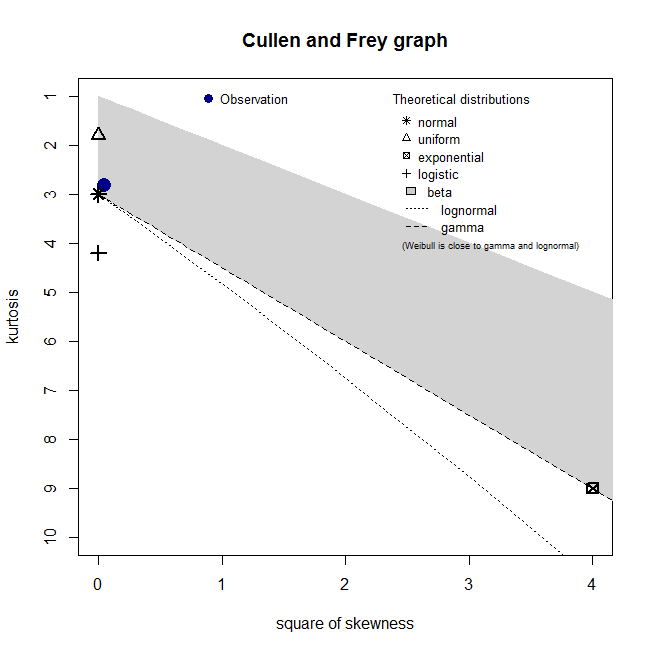 Cullen and Frey graph
Observation
Theoretical distributions
normal
uniform
exponential
logistic
beta
lognormal
gamma
(Weibull is close to gamma and lognormal)
kurtosis
1
2
3
4
5
6
7
8
9
10
0 1 2 3 4
square of skewness